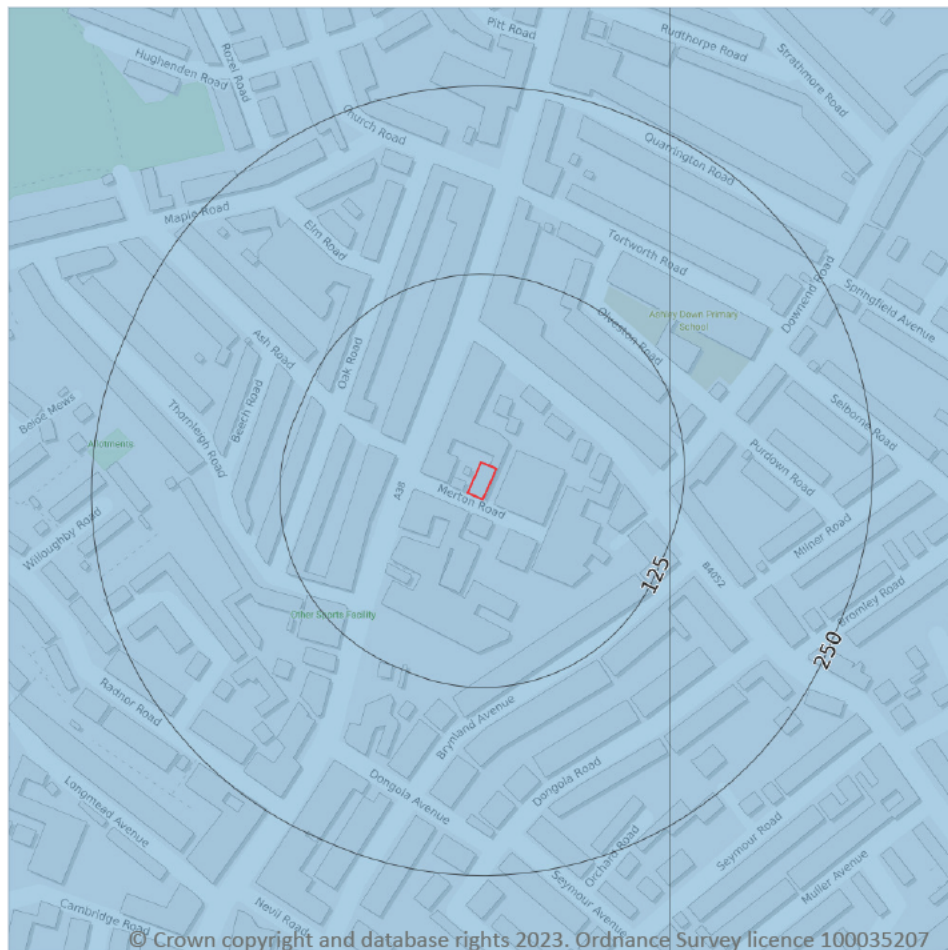 Pitt Road
Rudthorpe Road
Strathmore Road
Hughenden Road
Rozel Road
Church Road
Quarrington Road
Maple Road
Elm Road
Tortworth Road
Downend Road
Springfield Avenue
Ashley Down Primary
School
Olveston Road
Ash Road
Oak Road
Beloe Mews
Allotments
Thornleigh Road
Beech Road
Selborne Road
Purdown Road
A38
Merton Road
Willoughby Road
Milner Road
125
B4052
Bromley Road
Other Sports Facility
250
Radnor Road
Brynland Avenue
Dongola Road
Dongola Avenue
Longmead Avenue
Orchard Road
Seymour Road
Muller Avenue
Seymour Avenue
Nevil Road
Cambridge Road
© Crown copyright and database rights 2023. Ordnance Survey licence 100035207